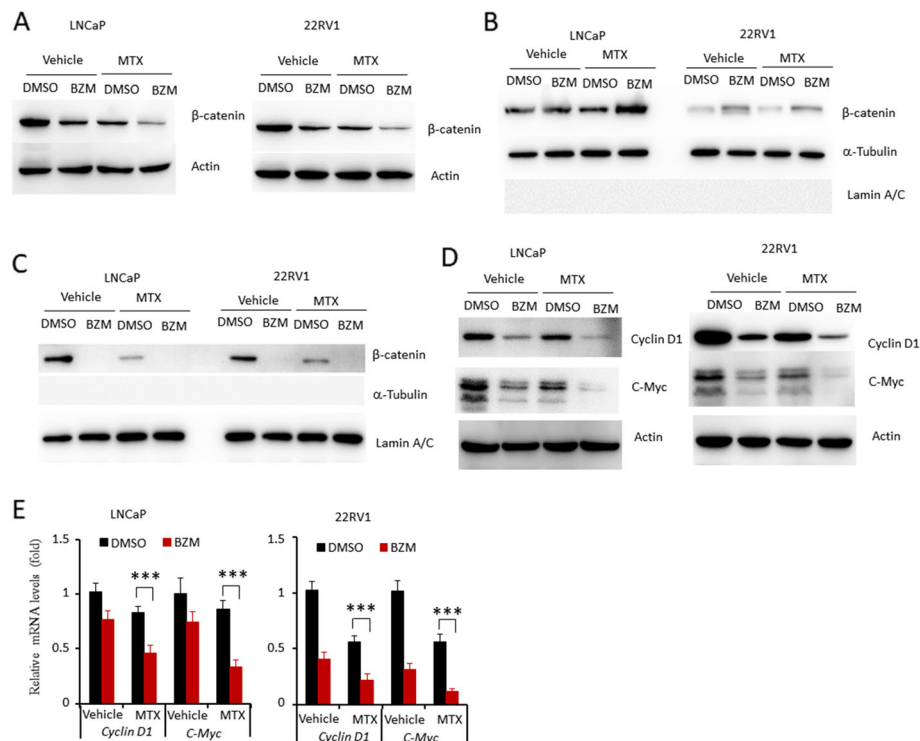 A
LNCaP
22RV1
Vehicle
MTX
Vehicle
MTX
DMSO
BZM
DMSO
BZM
DMSO
BZM
DMSO
BZM
β-catenin
β-catenin
Actin
Actin
B
LNCaP
22RV1
Vehicle
MTX
Vehicle
MTX
DMSO
BZM
DMSO
BZM
DMSO
BZM
DMSO
BZM
β-catenin
α-Tubulin
Lamin A/C
C
LNCaP
22RV1
Vehicle
MTX
Vehicle
MTX
DMSO
BZM
DMSO
BZM
DMSO
BZM
DMSO
BZM
β-catenin
α-Tubulin
Lamin A/C
D
LNCaP
22RV1
Vehicle
MTX
Vehicle
MTX
DMSO
BZM
DMSO
BZM
DMSO
BZM
DMSO
BZM
Cyclin D1
Cyclin D1
C-Myc
C-Myc
Actin
Actin
E
LNCaP
Relative mRNA levels (fold)
1.5
1
0.5
0
DMSO
BZM
***
***
Vehicle
MTX
Vehicle
MTX
Cyclin D1
C-Myc
22RV1
1.5
1
0.5
0
DMSO
BZM
***
***
Vehicle
MTX
Vehicle
MTX
Cyclin D1
C-Myc